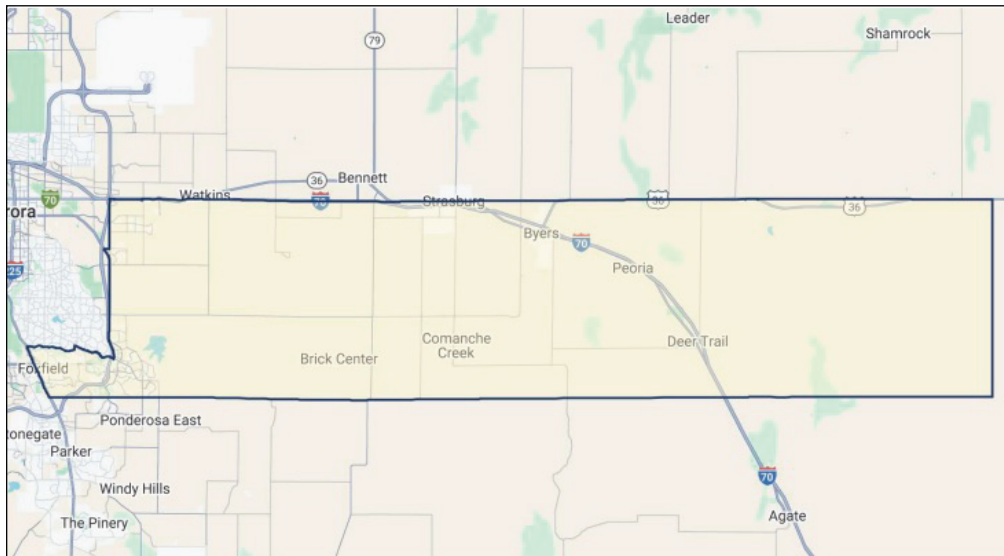 Leader
Shamrock
79
Watkins
36
Bennett
70
70
Strasburg
36
36
rora
Byers
70
25
Peoria
Comanche
Creek
Deer Trail
Brick Center
Foxfield
Ponderosa East
onegate
Parker
70
Windy Hills
The Pinery
Agate